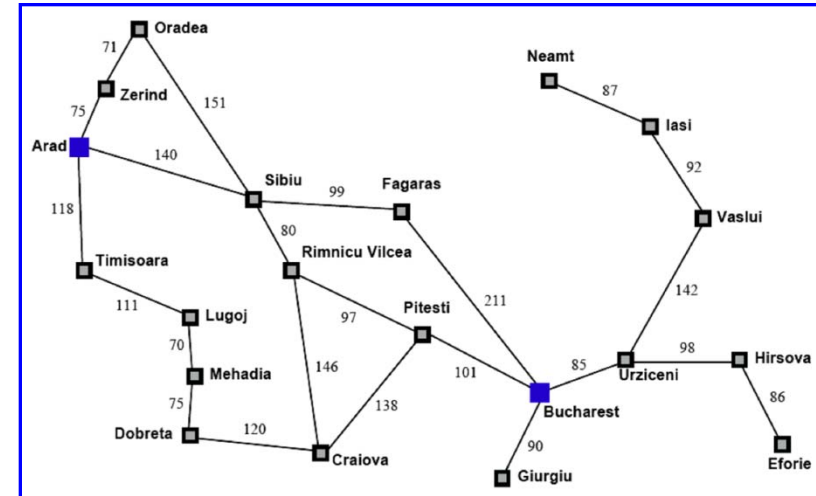 Oradea
71
Neamt
Zerind
87
151
75
Iasi
Arad
140
92
Sibiu
Fagaras
99
118
Vaslui
80
Rimnicu Vilcea
Timisoara
211
142
111
Lugoj
97
Pitesti
70
98
Hirsova
146
85
Urziceni
Mehadia
101
75
138
86
Bucharest
Dobreta
120
90
Craiova
Eforie
Giurgiu